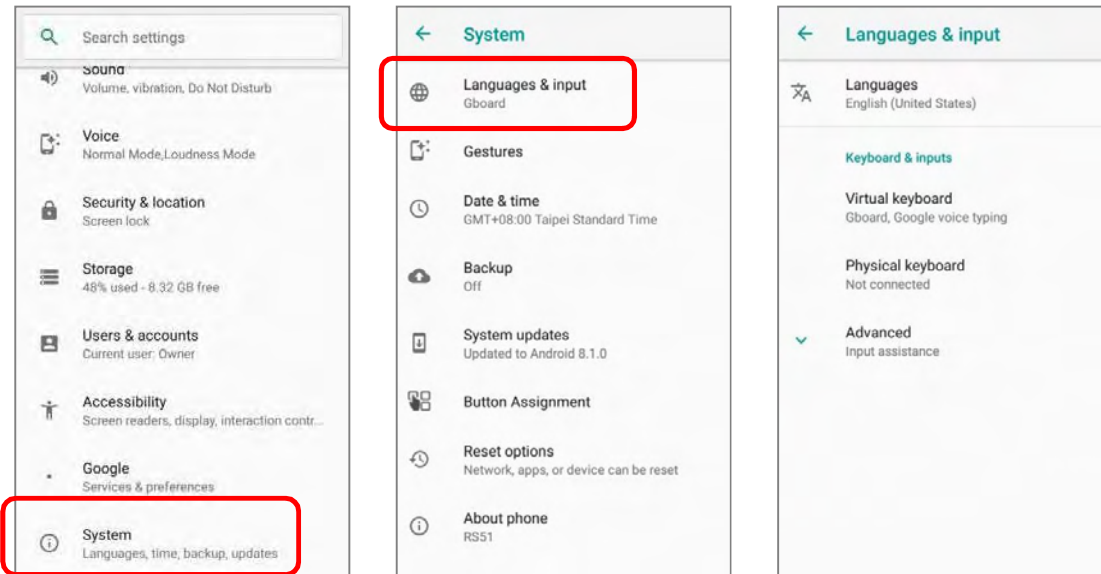 Search settings
Sound
Volume, vibration, Do Not Disturb
Voice
Normal Mode,Loudness Mode
Security & location
Screen lock
Storage
48% used - 8.32 GB free
Users & accounts
Current user: Owner
Accessibility
Screen readers, display, interaction contr...
Google
Services & preferences
System
Languages, time, backup, updates
System
Languages & input
Gboard
Gestures
Date & time
GMT+08:00 Taipei Standard Time
Backup
Off
System updates
Updated to Android 8.1.0
Button Assignment
Reset options
Network, apps, or device can be reset
About phone
RS51
Languages & input
Languages
English (United States)
Keyboard & inputs
Virtual keyboard
Gboard, Google voice typing
Physical keyboard
Not connected
Advanced
Input assistance